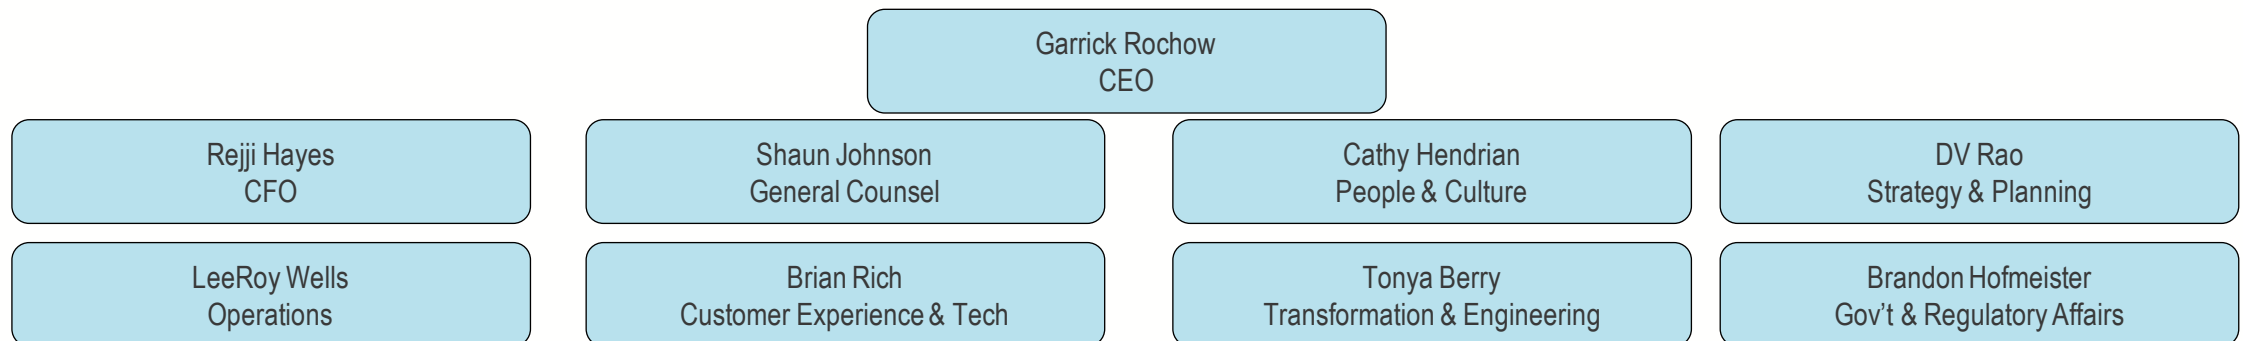 Garrick Rochow
CEO
Rejji Hayes
CFO
Shaun Johnson
General Counsel
Cathy Hendrian
People & Culture
DV Rao
Strategy & Planning
LeeRoy Wells
Operations
Brian Rich
Customer Experience & Tech
Tonya Berry
Transformation & Engineering
Brandon Hofmeister
Gov’t & Regulatory Affairs